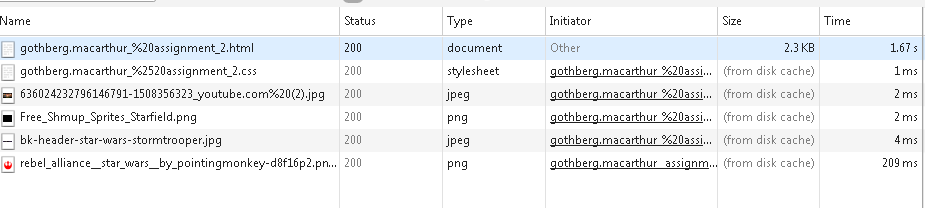 Name Status Type Initiator Size Time
gothberg.macarthur_%20assignment_2.html 200 document Other 2.3 KB 1.67 s
gothberg.macarthur_%2520assignment_2.css 200 stylesheet gothberg.macarthur_%20assi... (from disk cache) 1 ms
636024232796146791-1508356323_youtube.com%20(2).jpg 200 jpeg gothberg.macarthur_%20assi... (from disk cache) 2 ms
Free_Shmup_Sprites_Starfield.png 200 png gothberg.macarthur_%20assi... (from disk cache) 2 ms
bk-header-star-wars-stormtrooper.jpg 200 jpeg gothberg.macarthur_%20assi... (from disk cache) 4 ms
rebel_alliance__star_wars__by_pointingmonkey-d8f16p2.pn... 200 png gothberg.macarthur_assignm... (from disk cache) 209 ms